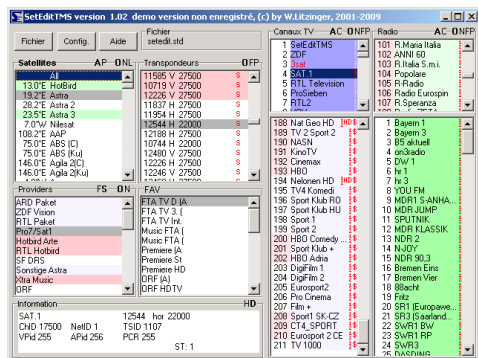 SetEditTMS version 1.02 demo version non enregistré, (c) by W.Litzinger, 2001-2009
Fichier
Config.
Aide
Fichier
setedit.std
Satellites AP ON
All
13.0°E HotBird
19.2°E Astra
28.2°E Astra 2
23.5°E Astra 3
7.0°W Nilesat
108.2°E AAP
75.0°E ABS (C)
75.0°E ABS (Ku)
146.0°E Agila 2(C)
146.0°E Agila 2(Ku)
Transpondeurs OFP
11585 V 27500 S
10719 V 27500 S
12226 V 27500 S
11837 H 27500 S
11954 H 27500 S
12544 H 22000
12188 H 27500 S
10744 H 22000 S
12480 V 27500 S
12226 H 27500 S
12246 V 27500 S
Providers FS ON
ARD Paket
ZDF Vision
RTL Paket
Pro7/Sat1
Hotbird Arte
RTL Hotbird
SF DRS
Sonstige Astra
Xtra Music
ORF
FAV
FTA TV D (A
FTA TV 3. (
FTA TV Int.
Music FTA (
Music FTA (
Premiere (A
Premiere St
Premiere HD
ORF (A)
ORF HDTV
Information HD
SAT.1 12544 hor 22000
ChID 17500 NetID 1 TSID 1107
VPid 255 APid 256 PCR 255
ST: 1
Canaux TV AC ONFP
1 SetEditTMS
2 ZDF
3 3sat
4 SAT.1
5 RTL Television
6 ProSieben
7 RTL2
188 Nat Geo HD
189 TV 2 Sport 2
190 NASN
191 KinoTV
192 Cinemax
193 HBO
194 Nelonen HD
195 TV4 Komedi
196 Sport Klub RO
197 Sport Klub HU
198 Sport 1
199 Sport 2
200 HBO Comedy ...
201 Sport Klub +
202 HBO Adria
203 DigiFilm 1
204 DigiFilm 2
205 Eurosport2
206 Pro Cinema
207 Film+
208 Sport1 SK-CZ
209 CT4_SPORT
210 Eurosport 2 CE
211 TV 1000
Radio AC ONFP
101 R.Maria Italia
102 ANNI 60
103 R.Italia S.m.i.
104 Popolare
105 R-Radio
106 Radio Eurospin
107 R.Speranza
1 Bayern 1
2 Bayern 3
3 B5 aktuell
4 on3radio
5 DW 1
6 hr 1
7 hr 3
8 YOU FM
9 MDR1 S-ANHA...
10 MDR JUMP
11 SPUTNIK
12 MDR KLASSIK
13 NDR 2
14 N-JOY
15 NDR 90,3
16 Bremen Eins
17 Bremen Vier
18 88acht
19 Fritz
20 SR1 (Europawe...
21 SR3 (Saarland...
22 SWR1 BW
23 SWR1 RP
24 SWR3
25 DASDING